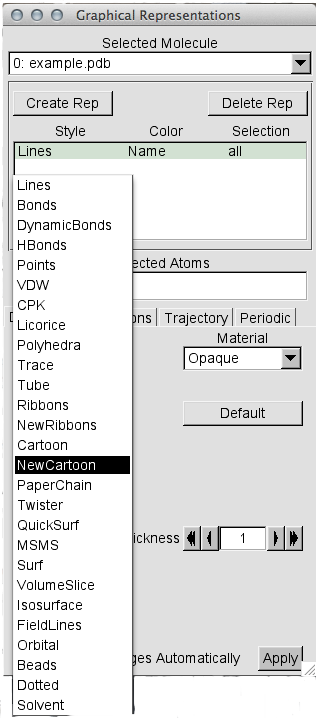 Graphical Representations
Selected Molecule
0: example.pdb
Create Rep Delete Rep
Style Color Selection
Lines Name all
Lines
Bonds
DynamicBonds
HBonds
Points
VDW
CPK
Licorice
Polyhedra
Trace
Tube
Ribbons
NewRibbons
Cartoon
NewCartoon
PaperChain
Twister
QuickSurf
MSMS
Surf
VolumeSlice
Isosurface
FieldLines
Orbital
Beads
Dotted
Solvent
ected Atoms
D ons Trajectory Periodic
Material
Opaque
Default
ickness 1
ges Automatically Apply